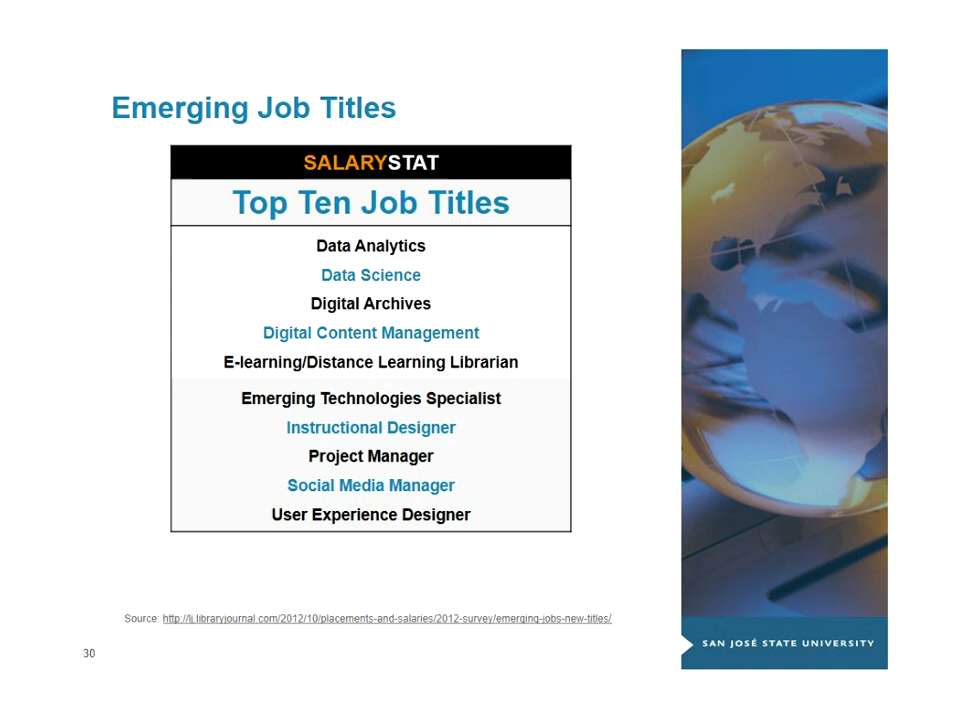 Emerging Job Titles
SALARYSTAT
Top Ten Job Titles
Data Analytics
Data Science
Digital Archives
Digital Content Management
E-learning/Distance Learning Librarian
Emerging Technologies Specialist
Instructional Designer
Project Manager
Social Media Manager
User Experience Designer
Source: http://lj.libraryjournal.com/2012/10/placements-and-salaries/2012-survey/emerging-jobs-new-titles/
SAN JOSÉ STATE UNIVERSITY
30